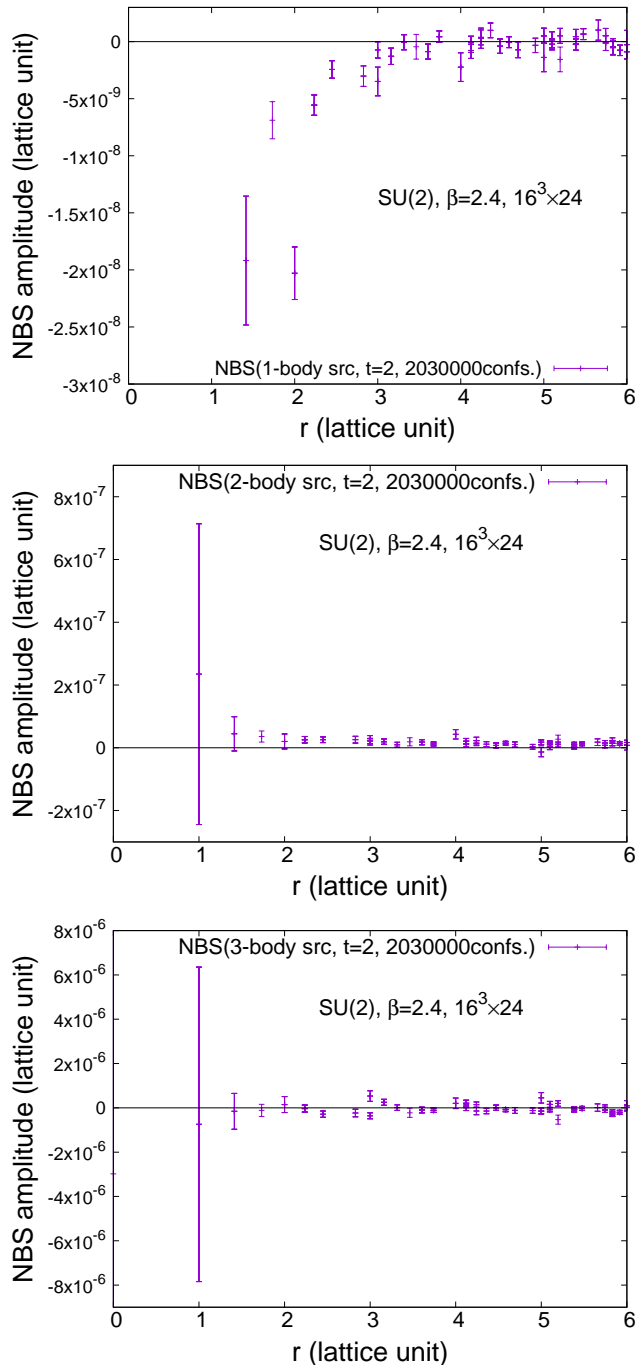 0
-5x10⁻⁹
-1x10⁻⁸
-1.5x10⁻⁸
-2x10⁻⁸
-2.5x10⁻⁸
-3x10⁻⁸
NBS amplitude (lattice unit)
SU(2), β=2.4, 16³×24
NBS(1-body src, t=2, 2030000confs.)
0 1 2 3 4 5 6
r (lattice unit)
8x10⁻⁷
6x10⁻⁷
4x10⁻⁷
2x10⁻⁷
0
-2x10⁻⁷
NBS amplitude (lattice unit)
NBS(2-body src, t=2, 2030000confs.)
SU(2), β=2.4, 16³×24
0 1 2 3 4 5 6
r (lattice unit)
8x10⁻⁶
6x10⁻⁶
4x10⁻⁶
2x10⁻⁶
0
-2x10⁻⁶
-4x10⁻⁶
-6x10⁻⁶
-8x10⁻⁶
NBS amplitude (lattice unit)
NBS(3-body src, t=2, 2030000confs.)
SU(2), β=2.4, 16³×24
0 1 2 3 4 5 6
r (lattice unit)